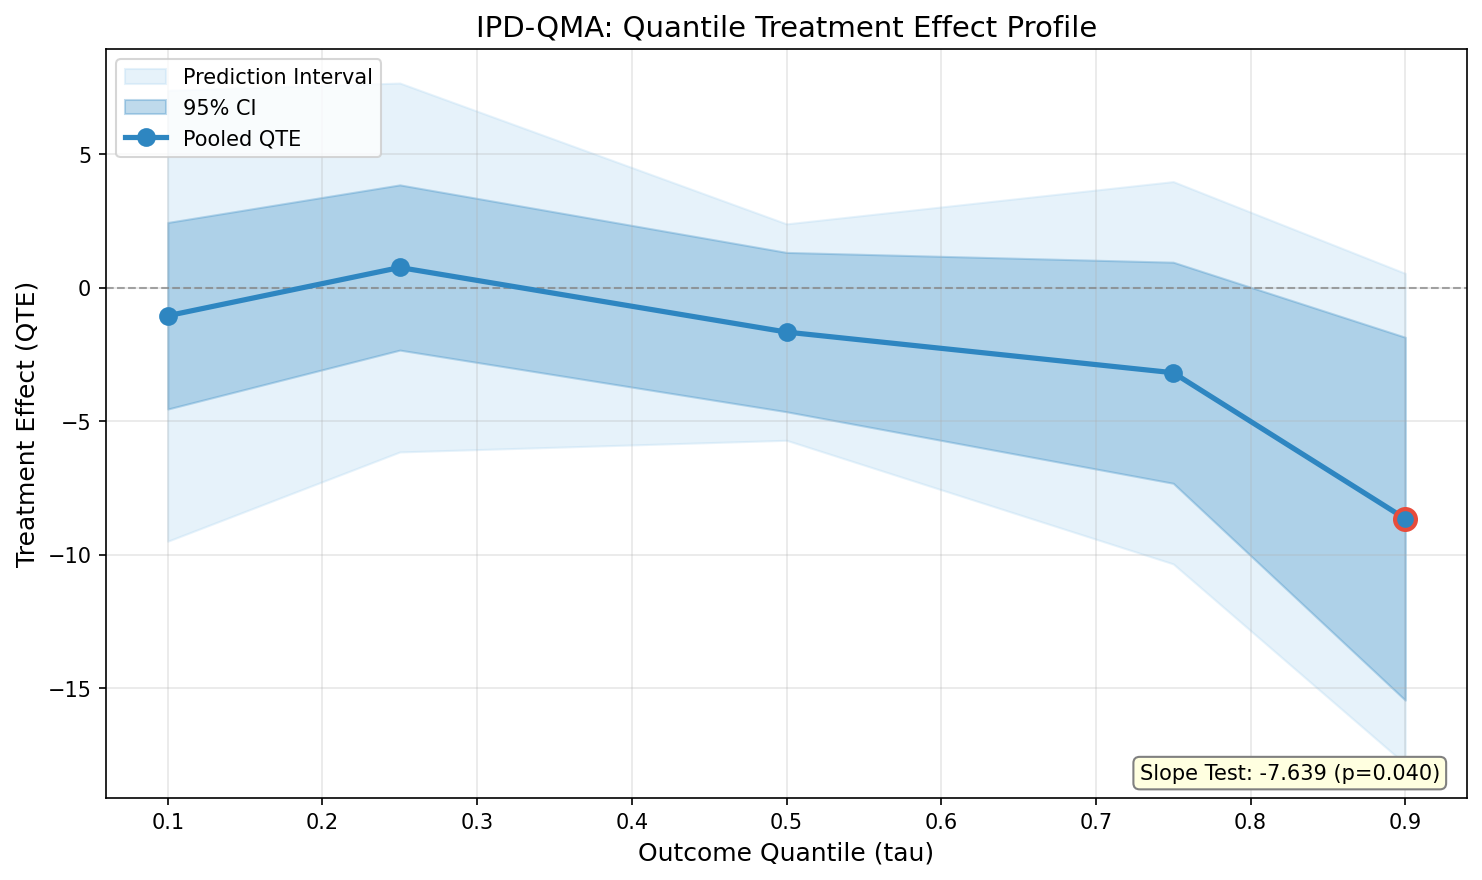 IPD-QMA: Quantile Treatment Effect Profile
Prediction Interval
95% CI
Pooled QTE
Treatment Effect (QTE)
5
0
−5
−10
−15
Slope Test: -7.639 (p=0.040)
0.1 0.2 0.3 0.4 0.5 0.6 0.7 0.8 0.9
Outcome Quantile (tau)